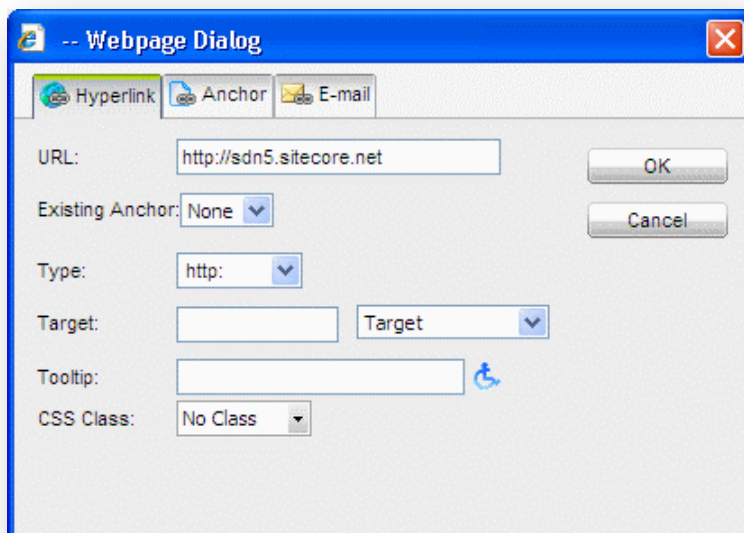 -- Webpage Dialog
Hyperlink Anchor E-mail
URL: http://sdn5.sitecore.net OK
Existing Anchor: None Cancel
Type: http:
Target: Target
Tooltip:
CSS Class: No Class